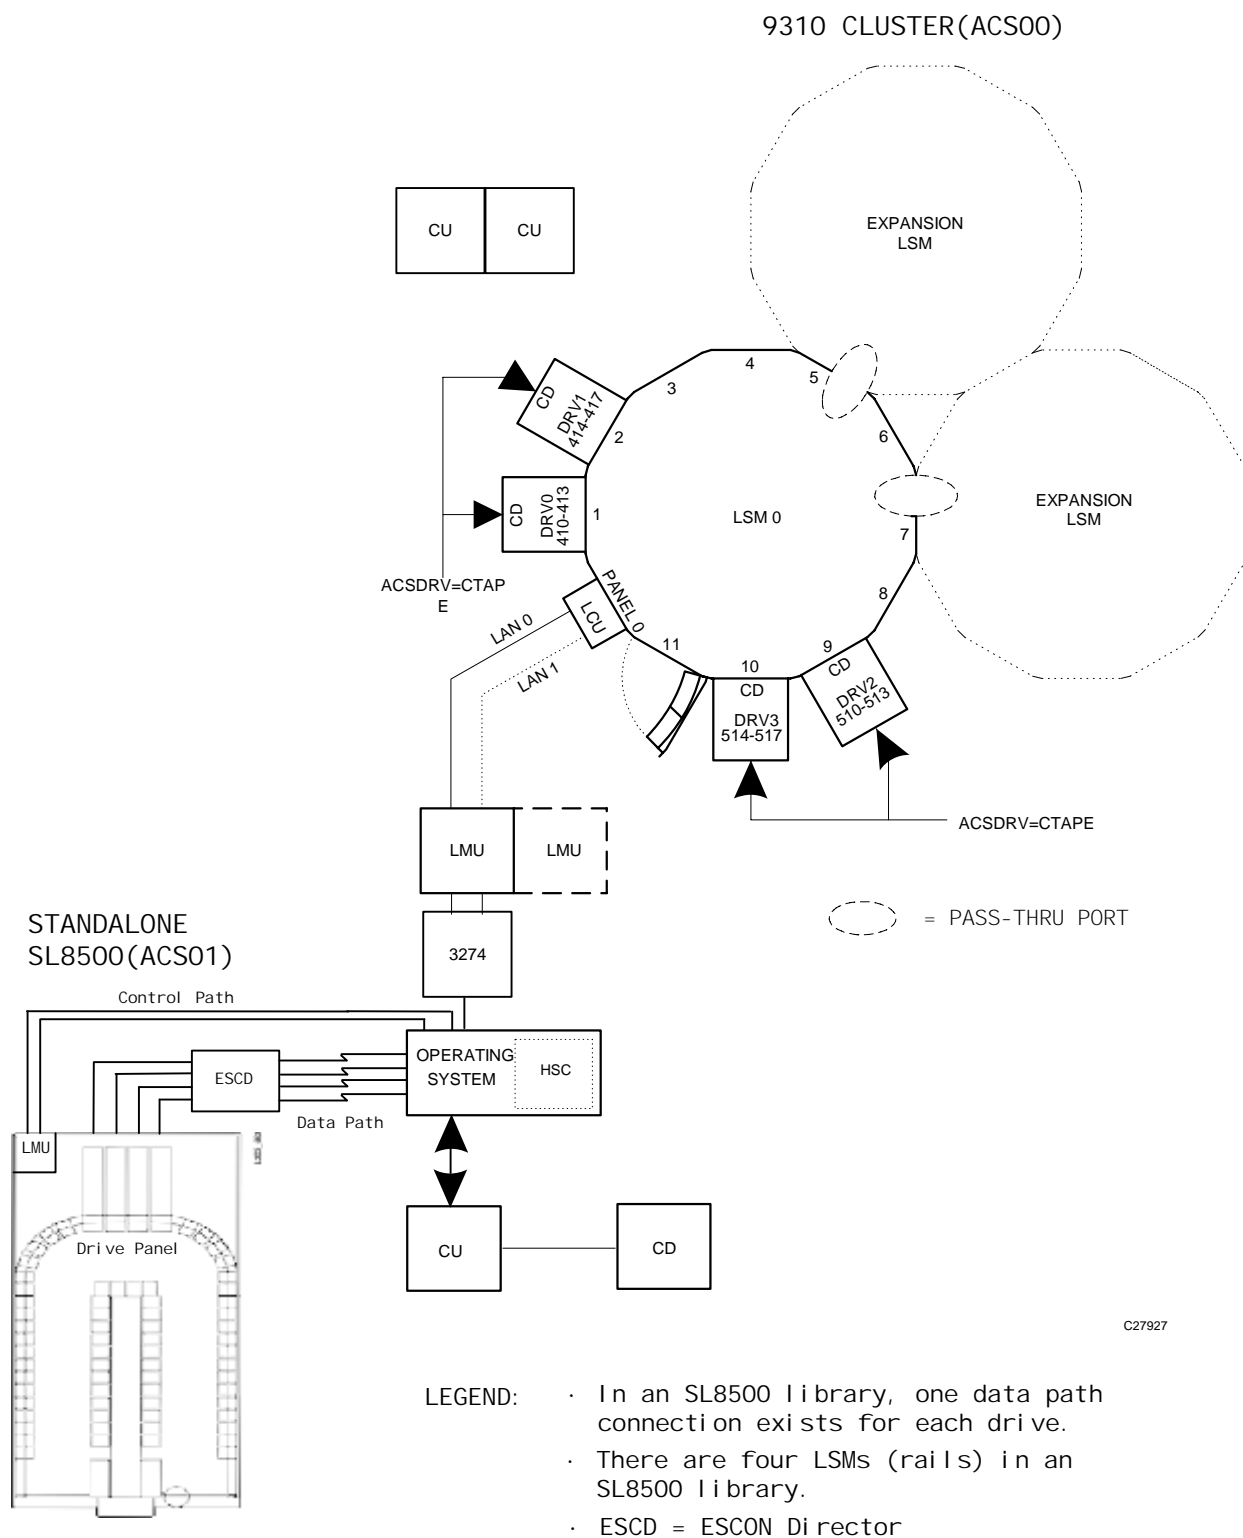 9310 CLUSTER(ACS00)
EXPANSION
LSM
CU
CU
4
5
3
6
2
CD
DRV1
414-417
EXPANSION
LSM
CD
DRV0
410-413
1
LSM 0
7
8
ACSDRV=CTAP
E
PANEL 0
LCU
LAN 0
LAN 1
11
10
9
CD
DRV3
514-517
CD
DRV2
510-513
ACSDRV=CTAPE
LMU
LMU
= PASS-THRU PORT
STANDALONE
SL8500(ACS01)
3274
Control Path
OPERATING
SYSTEM
HSC
ESCD
Data Path
LMU
Drive Panel
CU
CD
C27927
LEGEND:
· In an SL8500 library, one data path
connection exists for each drive.
· There are four LSMs (rails) in an
SL8500 library.
· ESCD = ESCON Director